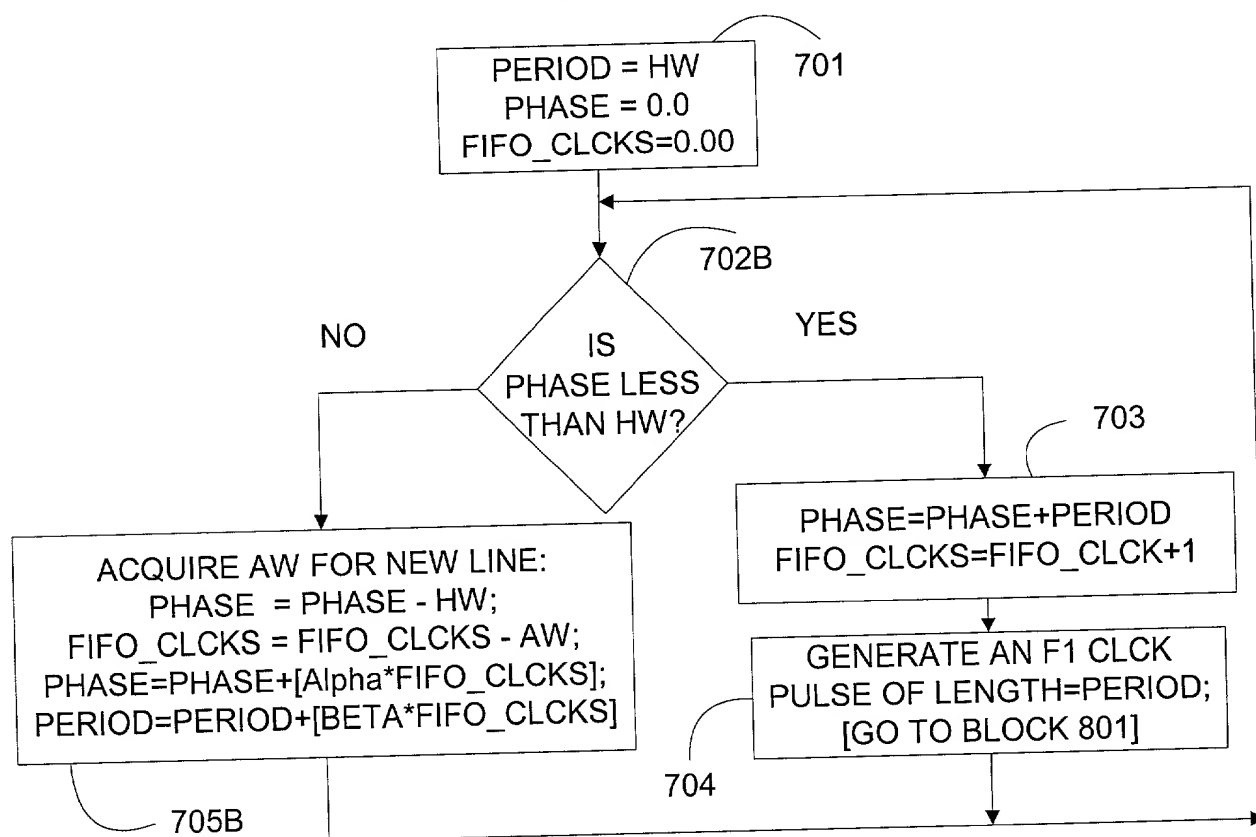 PERIOD = HW
PHASE = 0.0
FIFO_CLCKS=0.00
701
702B
NO
YES
IS
PHASE LESS
THAN HW?
703
PHASE=PHASE+PERIOD
FIFO_CLCKS=FIFO_CLCK+1
ACQUIRE AW FOR NEW LINE:
PHASE = PHASE - HW;
FIFO_CLCKS = FIFO_CLCKS - AW;
PHASE=PHASE+[Alpha*FIFO_CLCKS];
PERIOD=PERIOD+[BETA*FIFO_CLCKS]
GENERATE AN F1 CLCK
PULSE OF LENGTH=PERIOD;
[GO TO BLOCK 801]
704
705B